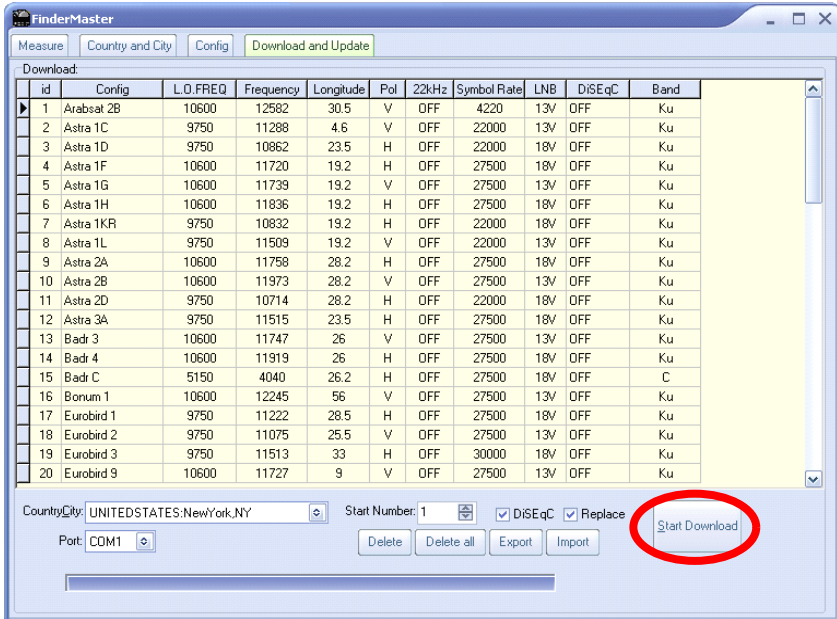 FinderMaster
Measure Country and City Config Download and Update
Download:
id Config L.O.FREQ Frequency Longitude Pol 22kHz Symbol Rate LNB DiSEqC Band
1 Arabsat 2B 10600 12582 30.5 V OFF 4220 13V OFF Ku
2 Astra 1C 9750 11288 4.6 V OFF 22000 13V OFF Ku
3 Astra 1D 9750 10862 23.5 H OFF 22000 18V OFF Ku
4 Astra 1F 10600 11720 19.2 H OFF 27500 18V OFF Ku
5 Astra 1G 10600 11739 19.2 V OFF 27500 13V OFF Ku
6 Astra 1H 10600 11836 19.2 H OFF 27500 18V OFF Ku
7 Astra 1KR 9750 10832 19.2 H OFF 22000 18V OFF Ku
8 Astra 1L 9750 11509 19.2 V OFF 22000 13V OFF Ku
9 Astra 2A 10600 11758 28.2 H OFF 27500 18V OFF Ku
10 Astra 2B 10600 11973 28.2 V OFF 27500 13V OFF Ku
11 Astra 2D 9750 10714 28.2 H OFF 22000 18V OFF Ku
12 Astra 3A 9750 11515 23.5 H OFF 27500 18V OFF Ku
13 Badr 3 10600 11747 26 V OFF 27500 13V OFF Ku
14 Badr 4 10600 11919 26 H OFF 27500 18V OFF Ku
15 Badr C 5150 4040 26.2 H OFF 27500 18V OFF C
16 Bonum 1 10600 12245 56 V OFF 27500 13V OFF Ku
17 Eurobird 1 9750 11222 28.5 H OFF 27500 18V OFF Ku
18 Eurobird 2 9750 11075 25.5 V OFF 27500 13V OFF Ku
19 Eurobird 3 9750 11513 33 H OFF 30000 18V OFF Ku
20 Eurobird 9 10600 11727 9 V OFF 27500 13V OFF Ku
CountryCity: UNITEDSTATES:NewYork,NY Start Number: 1 DiSEqC Replace Start Download
Port: COM1 Delete Delete all Export Import